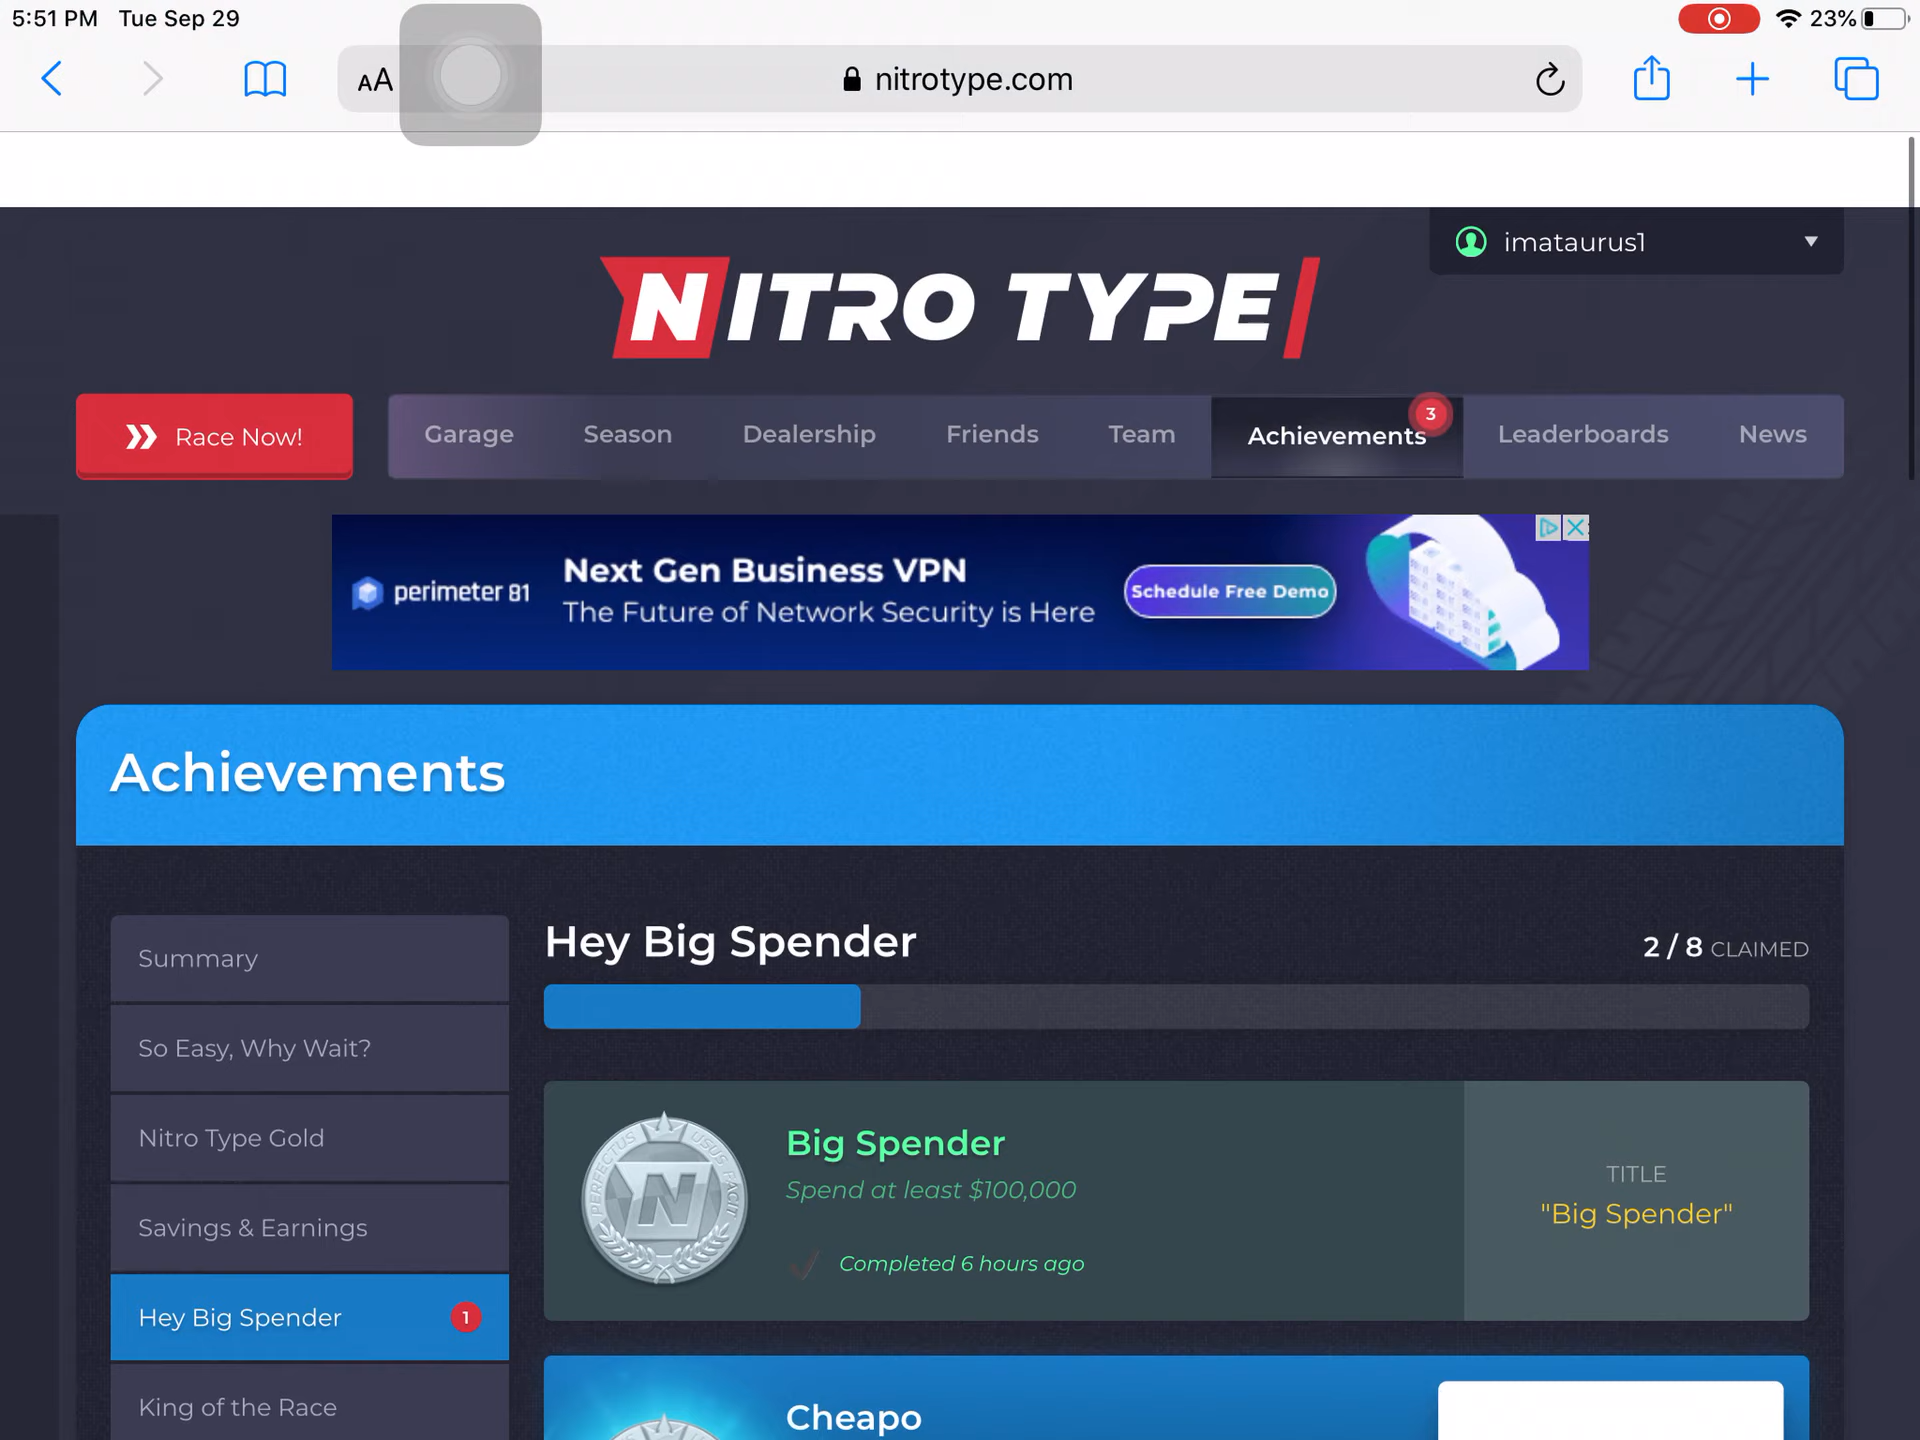 5:51 PM Tue Sep 29
23%
AA
nitrotype.com
imataurus1
NITRO TYPE
Race Now!
Garage
Season
Dealership
Friends
Team
Achievements
3
Leaderboards
News
perimeter 81
Next Gen Business VPN
The Future of Network Security is Here
Schedule Free Demo
Achievements
Summary
So Easy, Why Wait?
Nitro Type Gold
Savings & Earnings
Hey Big Spender
1
King of the Race
Hey Big Spender
2 / 8 CLAIMED
PERFECTUS USUS FACIT
N
Big Spender
Spend at least $100,000
Completed 6 hours ago
TITLE
"Big Spender"
Cheapo